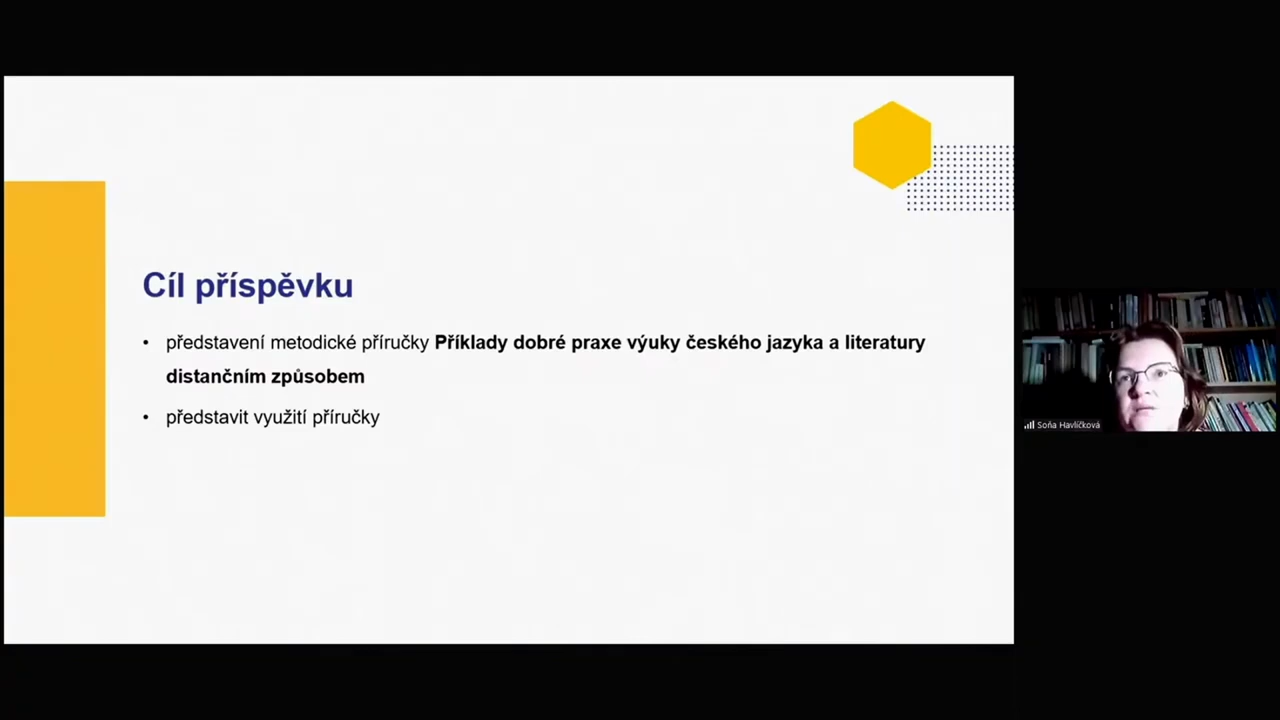 Cíl příspěvku
• představení metodické příručky Příklady dobré praxe výuky českého jazyka a literatury
distančním způsobem
• představit využití příručky
Soňa Havlíčková